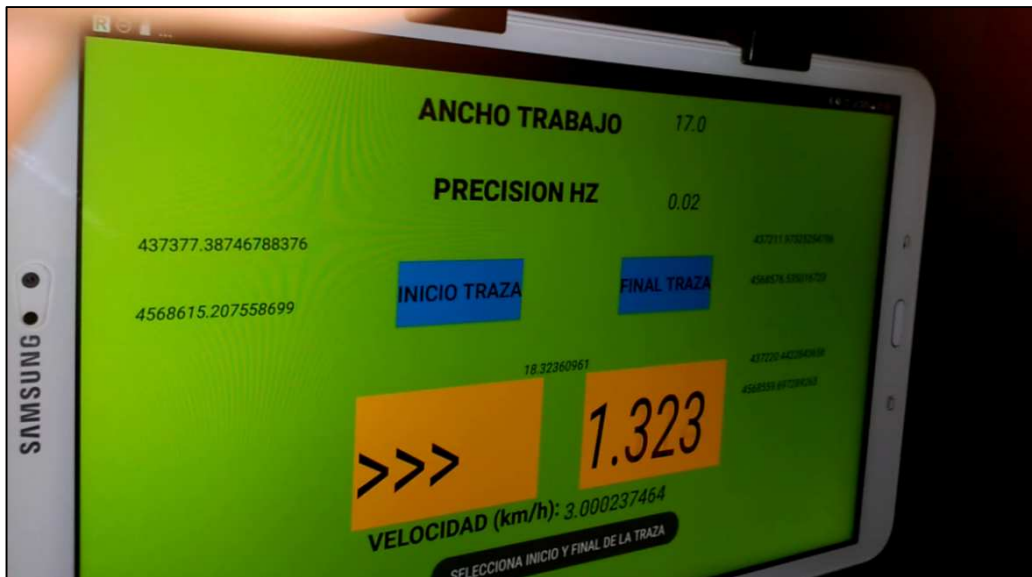 R
ANCHO TRABAJO 17.0
PRECISION HZ 0.02
437377.38746788376
INICIO TRAZA
FINAL TRAZA
4568615.207558699
18.32360961
>>>
1.323
VELOCIDAD (km/h): 3.000237464
SELECCIONA INICIO Y FINAL DE LA TRAZA
SAMSUNG